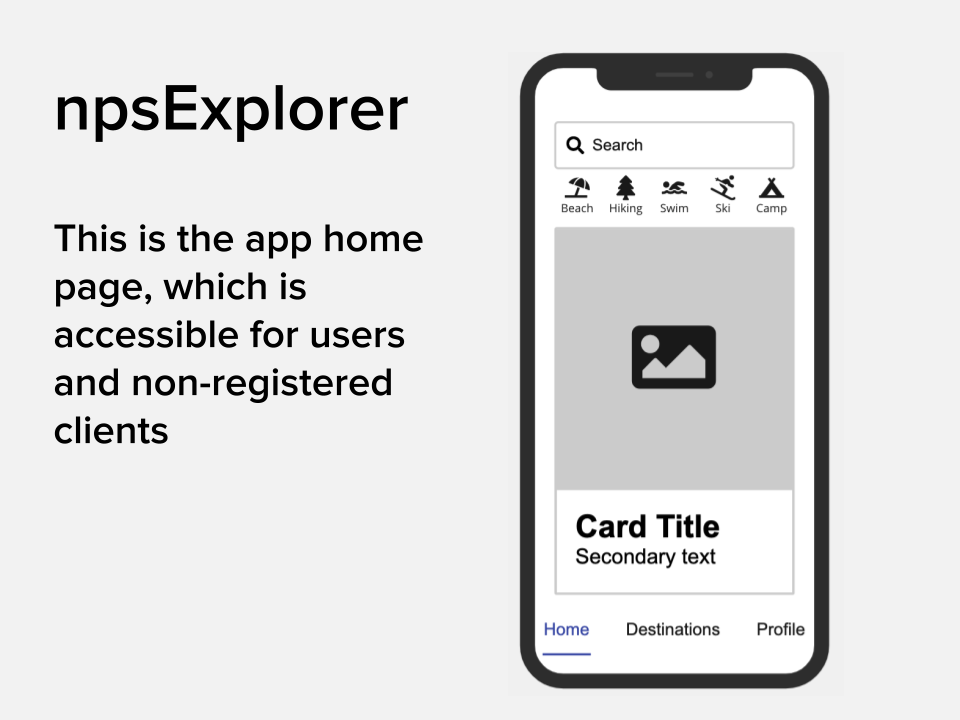 npsExplorer
This is the app home
page, which is
accessible for users
and non-registered
clients
Search
Beach Hiking Swim Ski Camp
Card Title
Secondary text
Home Destinations Profile